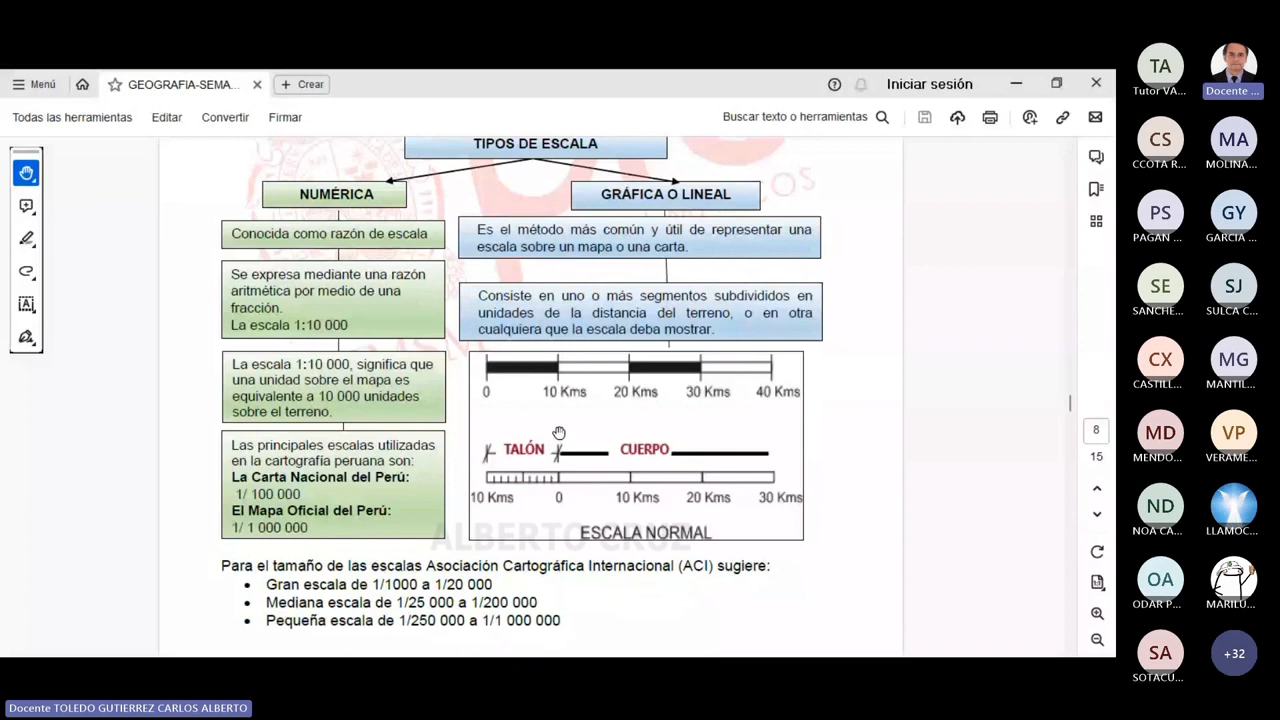 Menú
GEOGRAFIA-SEMA...
Crear
Iniciar sesión
Todas las herramientas
Editar
Convertir
Firmar
Buscar texto o herramientas
TIPOS DE ESCALA
NUMÉRICA
Conocida como razón de escala
Se expresa mediante una razón
aritmética por medio de una
fracción.
La escala 1:10 000
La escala 1:10 000, significa que
una unidad sobre el mapa es
equivalente a 10 000 unidades
sobre el terreno.
Las principales escalas utilizadas
en la cartografía peruana son:
La Carta Nacional del Perú:
1/ 100 000
El Mapa Oficial del Perú:
1/ 1 000 000
GRÁFICA O LINEAL
Es el método más común y útil de representar una
escala sobre un mapa o una carta.
Consiste en uno o más segmentos subdivididos en
unidades de la distancia del terreno, o en otra
cualquiera que la escala deba mostrar.
0 10 Kms 20 Kms 30 Kms 40 Kms
TALÓN CUERPO
10 Kms 0 10 Kms 20 Kms 30 Kms
ESCALA NORMAL
ALBERTO CRUZ
Para el tamaño de las escalas Asociación Cartográfica Internacional (ACI) sugiere:
• Gran escala de 1/1000 a 1/20 000
• Mediana escala de 1/25 000 a 1/200 000
• Pequeña escala de 1/250 000 a 1/1 000 000
8
15
TA
Tutor VA...
Docente ...
CS
CCOTA R...
MA
MOLINA...
PS
PAGAN ...
GY
GARCIA ...
SE
SANCHE...
SJ
SULCA C...
CX
CASTILL...
MG
MANTIL...
MD
MENDO...
VP
VERAME...
ND
NOA CA...
LLAMOC...
OA
ODAR P...
MARILU...
SA
SOTACU...
+32
Docente TOLEDO GUTIERREZ CARLOS ALBERTO